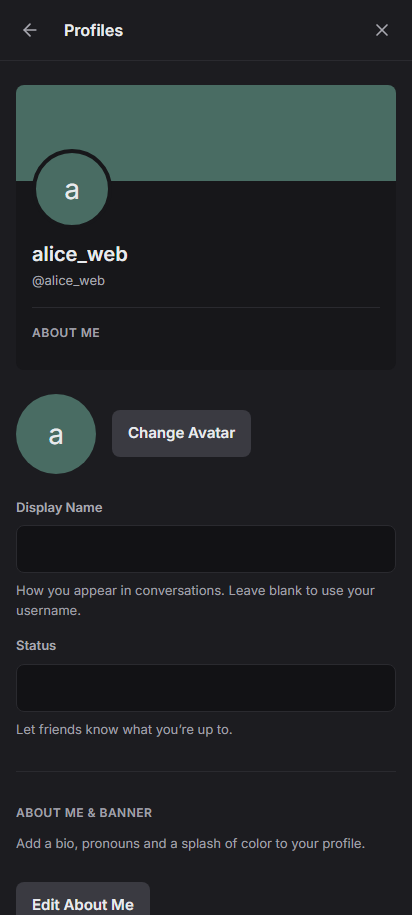 Profiles
a
alice_web
@alice_web
ABOUT ME
a
Change Avatar
Display Name
How you appear in conversations. Leave blank to use your
username.
Status
Let friends know what you're up to.
ABOUT ME & BANNER
Add a bio, pronouns and a splash of color to your profile.
Edit About Me